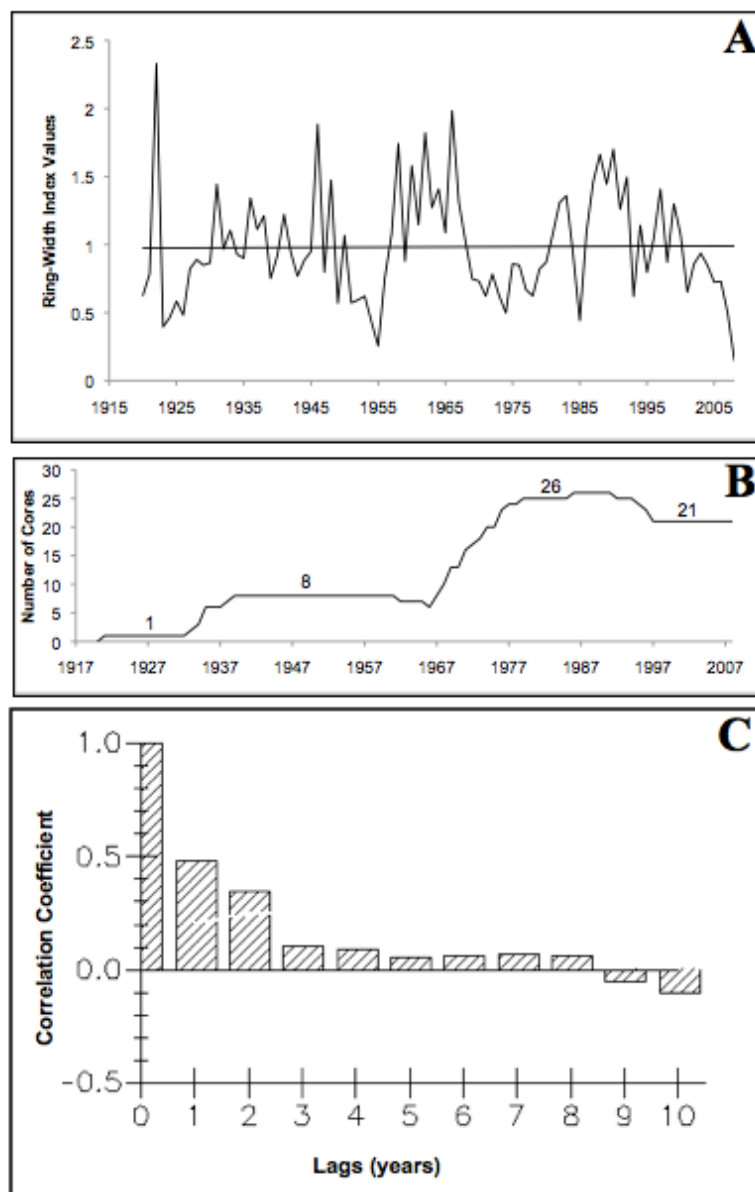 A
2.5
2
1.5
1
0.5
0
Ring-Width Index Values
1915 1925 1935 1945 1955 1965 1975 1985 1995 2005
B
30
25
20
15
10
5
0
Number of Cores
1
8
26
21
1917 1927 1937 1947 1957 1967 1977 1987 1997 2007
C
1.0
0.5
0.0
-0.5
Correlation Coefficient
0 1 2 3 4 5 6 7 8 9 10
Lags (years)